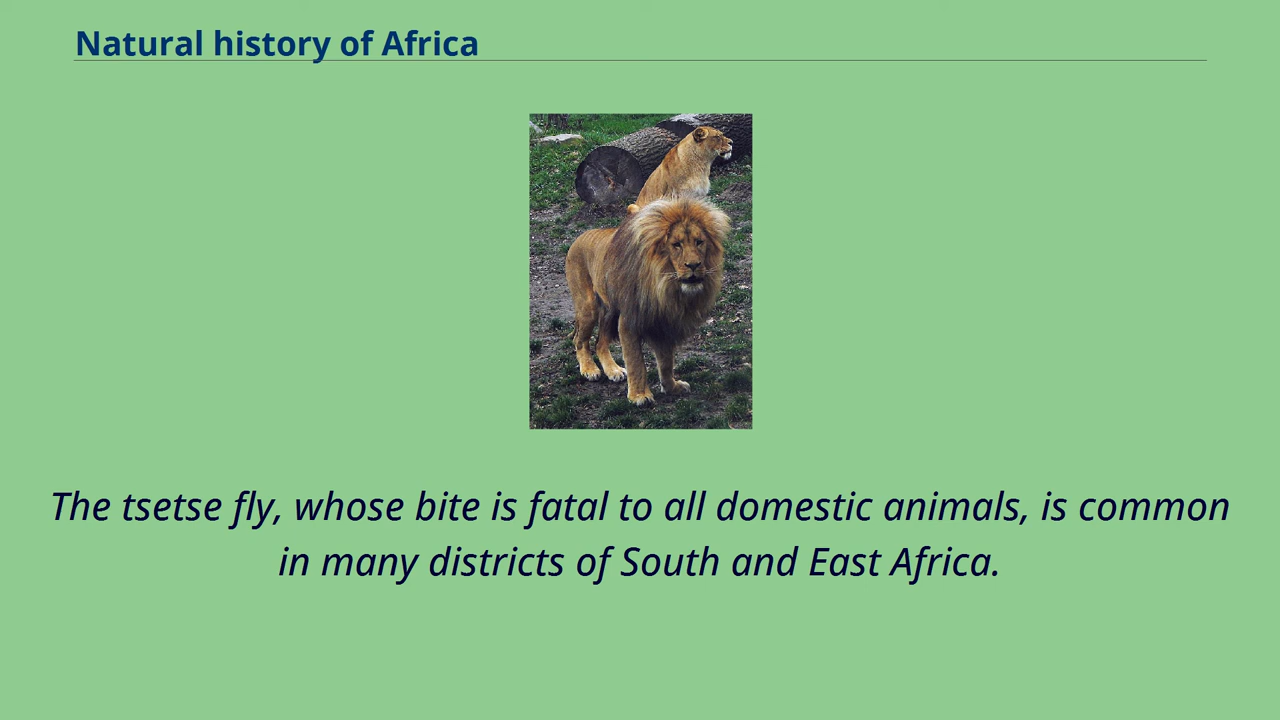 Natural history of Africa
The tsetse fly, whose bite is fatal to all domestic animals, is common
in many districts of South and East Africa.